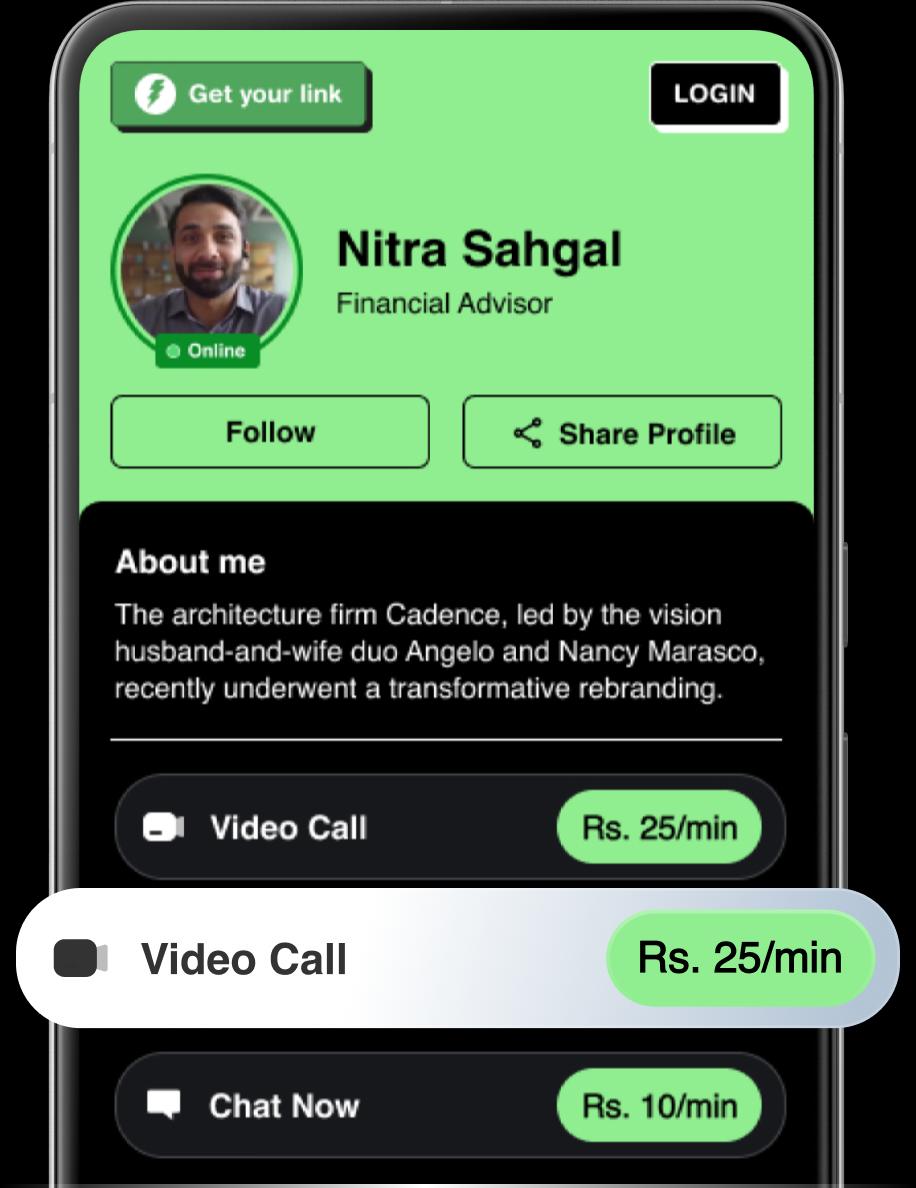 Get your link
LOGIN
Nitra Sahgal
Financial Advisor
Online
Follow
Share Profile
About me
The architecture firm Cadence, led by the vision
husband-and-wife duo Angelo and Nancy Marasco,
recently underwent a transformative rebranding.
Video Call
Rs. 25/min
Video Call
Rs. 25/min
Chat Now
Rs. 10/min